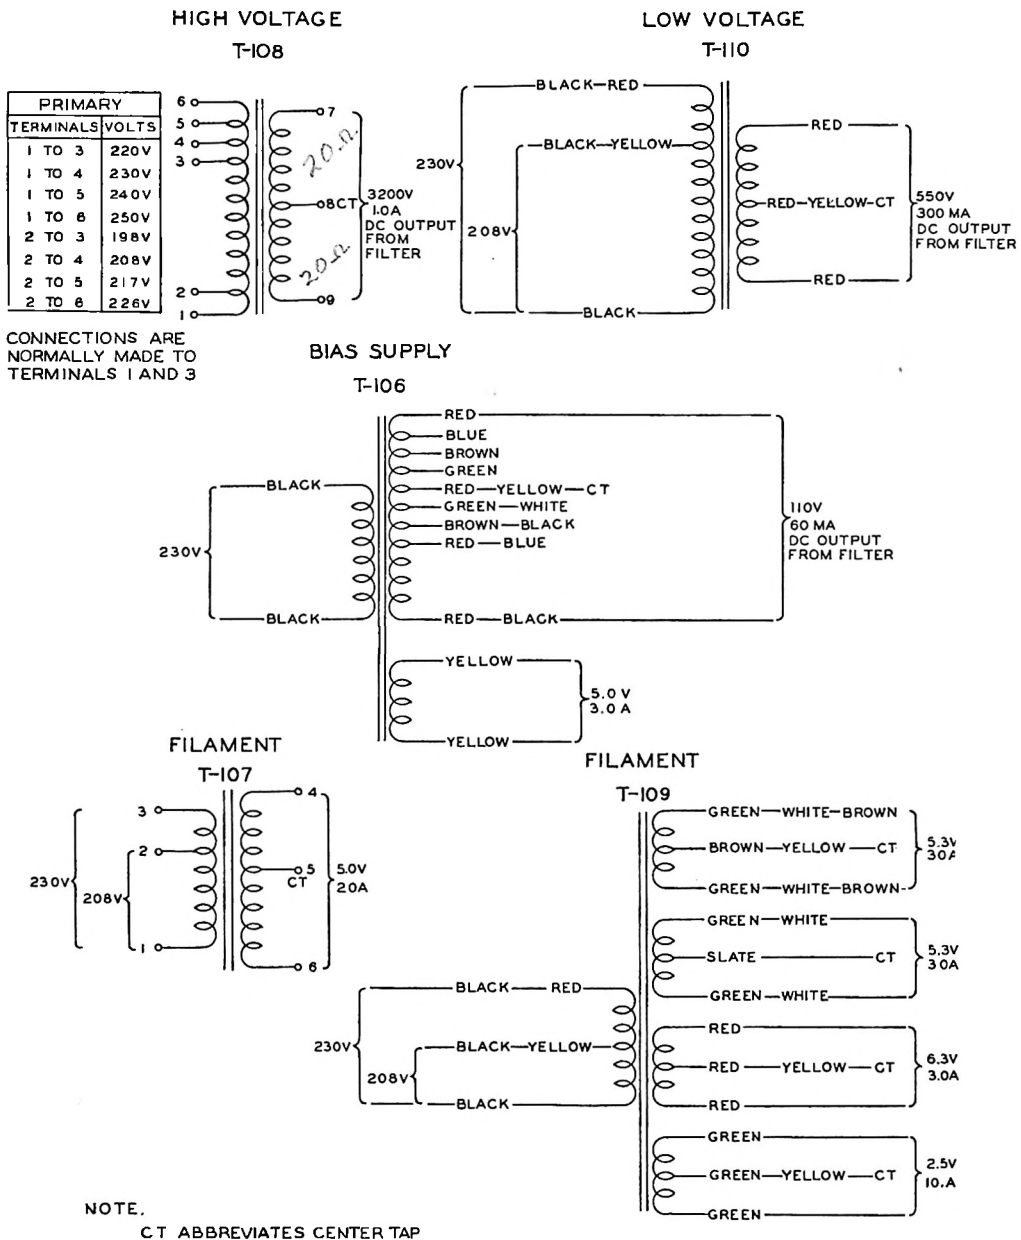 HIGH VOLTAGE
T-108
PRIMARY
TERMINALS VOLTS
1 TO 3 220V
1 TO 4 230V
1 TO 5 240V
1 TO 6 250V
2 TO 3 198V
2 TO 4 208V
2 TO 5 217V
2 TO 6 226V
CONNECTIONS ARE
NORMALLY MADE TO
TERMINALS 1 AND 3
6
5
4
3
2
1
7
20 Ω
8CT
20 Ω
9
3200V
1.0A
DC OUTPUT
FROM
FILTER
LOW VOLTAGE
T-110
BLACK-RED
BLACK-YELLOW
230V
208V
BLACK
RED
RED-YELLOW-CT
RED
550V
300 MA
DC OUTPUT
FROM FILTER
BIAS SUPPLY
T-106
BLACK
230V
BLACK
RED
BLUE
BROWN
GREEN
RED-YELLOW-CT
GREEN-WHITE
BROWN-BLACK
RED-BLUE
RED-BLACK
110V
60 MA
DC OUTPUT
FROM FILTER
YELLOW
5.0 V
3.0 A
YELLOW
FILAMENT
T-107
3
2
230V
208V
1
4
5
CT
6
5.0V
20A
FILAMENT
T-109
BLACK-RED
230V
BLACK-YELLOW
208V
BLACK
GREEN-WHITE-BROWN
BROWN-YELLOW-CT
GREEN-WHITE-BROWN-
5.3V
30A
GREEN-WHITE
SLATE CT
GREEN-WHITE
5.3V
30A
RED
RED-YELLOW-CT
RED
6.3V
3.0A
GREEN
GREEN-YELLOW-CT
GREEN
2.5V
10.A
NOTE.
CT ABBREVIATES CENTER TAP